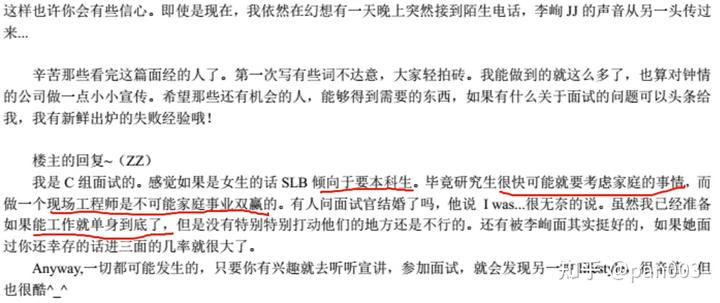 这样也许你会有些信心。即使是现在，我依然在幻想有一天晚上突然接到陌生电话，李峋 JJ 的声音从另一头传过
来...
辛苦那些看完这篇面经的人了。第一次写有些词不达意，大家轻拍砖。我能做到的就这么多了，也算对钟情
的公司做一点小小宣传。希望那些还有机会的人，能够得到需要的东西，如果有什么关于面试的问题可以头条给
我，我有新鲜出炉的失败经验哦！
楼主的回复~（ZZ）
我是 C 组面试的。感觉如果是女生的话 SLB 倾向于要本科生。毕竟研究生很快可能就要考虑家庭的事情，而
做一个现场工程师是不可能家庭事业双赢的。有人问面试官结婚了吗，他说 I was...很无奈的说。虽然我已经准备
如果能工作就单身到底了，但是没有特别特别打动他们的地方还是不行的。还有被李峋面其实挺好的，如果她面
过你还幸存的话进三面的几率就很大了。
Anyway,一切都可能发生的，只要你有兴趣就去听听宣讲，参加面试，就会发现另一种 lifestyle，很辛苦，但
也很酷^_^
知乎 @pan003